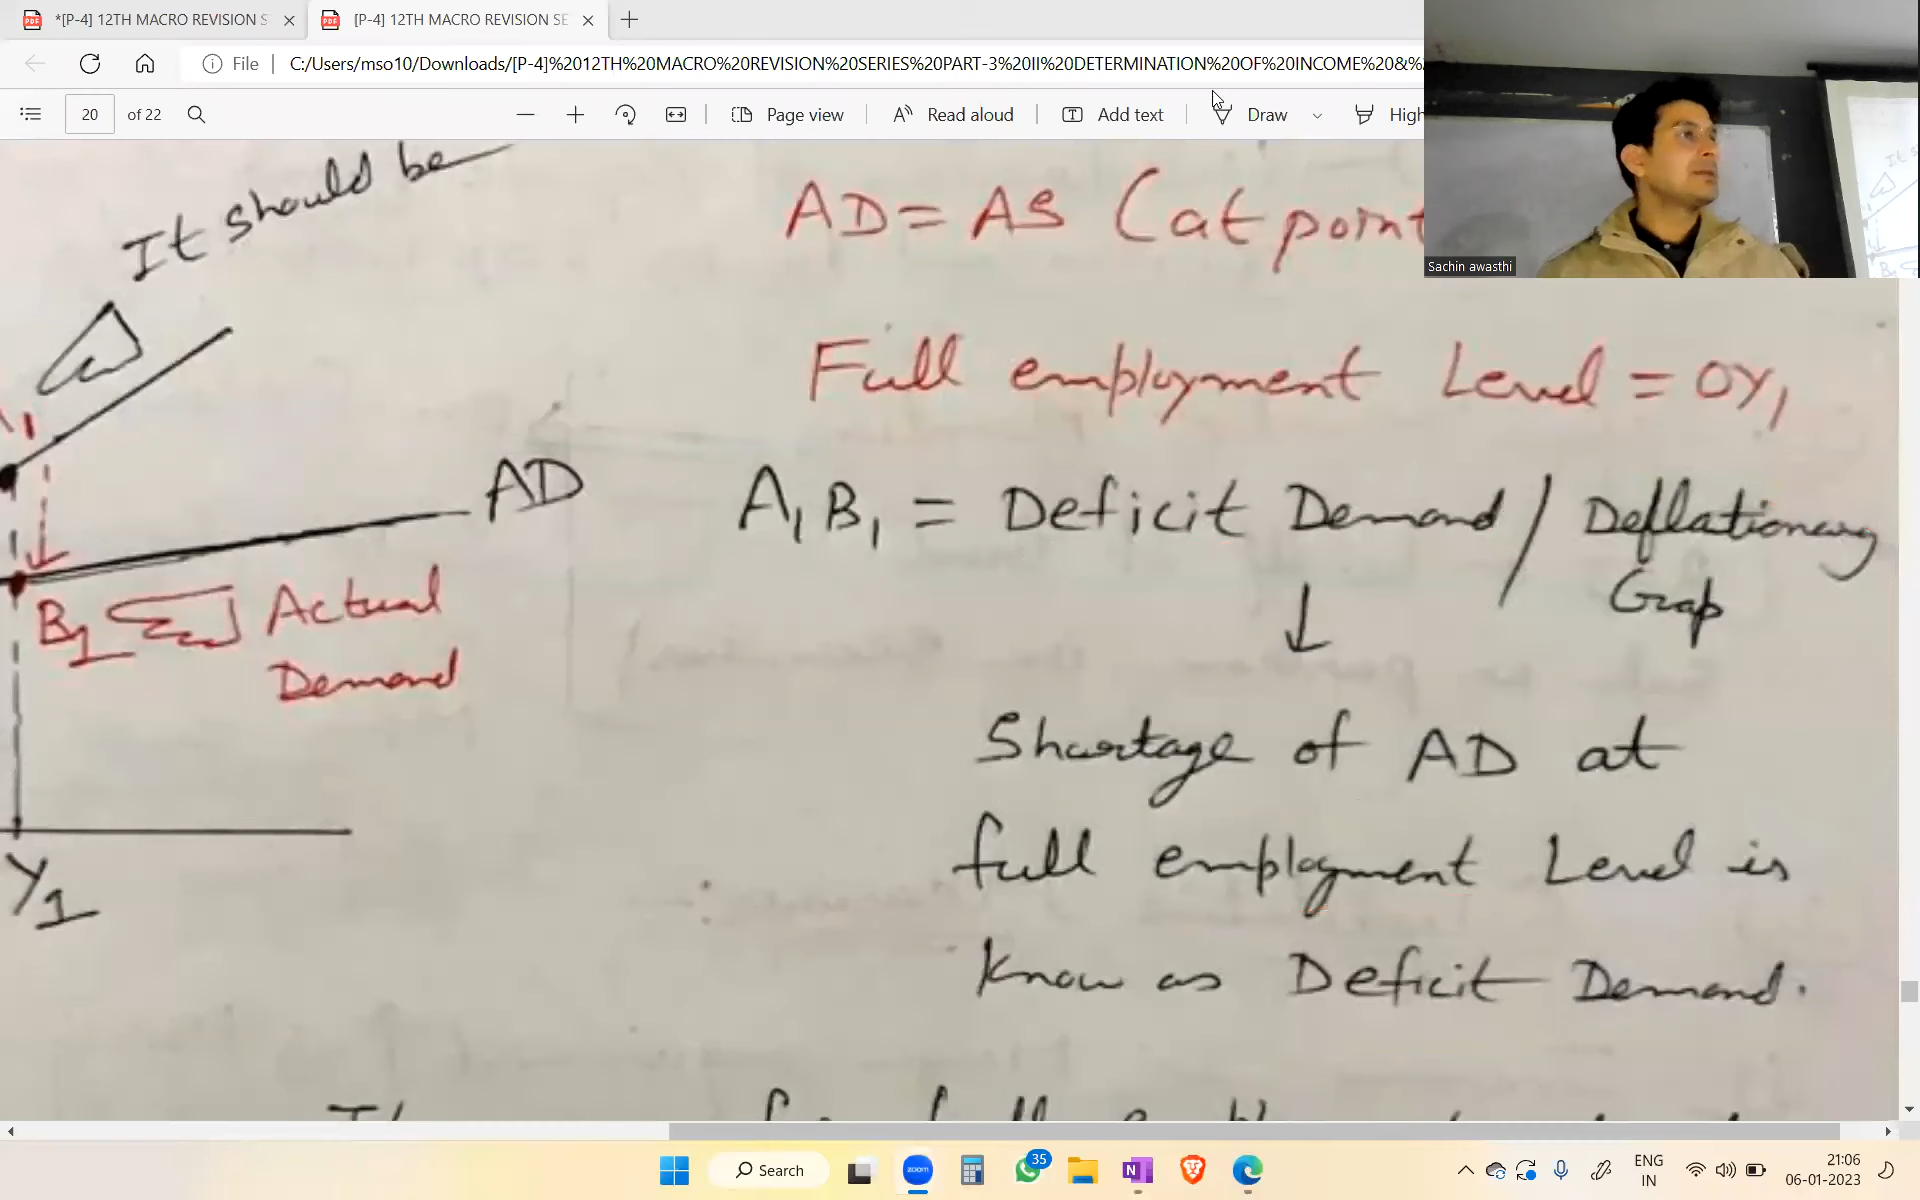 *[P-4] 12TH MACRO REVISION S
[P-4] 12TH MACRO REVISION SE
File
C:/Users/mso10/Downloads/[P-4]%2012TH%20MACRO%20REVISION%20SERIES%20PART-3%20II%20DETERMINATION%20OF%20INCOME%20&%
20 of 22
Page view
Read aloud
Add text
Draw
High
Sachin awasthi
It should be
AD = AS (at point
Full employment Level = OY1
AD
A1 B1 = Deficit Demand / Deflationary
Gap
B1 Actual
Demand
Shortage of AD at
full employment Level is
Know as Deficit Demand.
Y1
Search
zoom
35
ENG
IN
21:06
06-01-2023